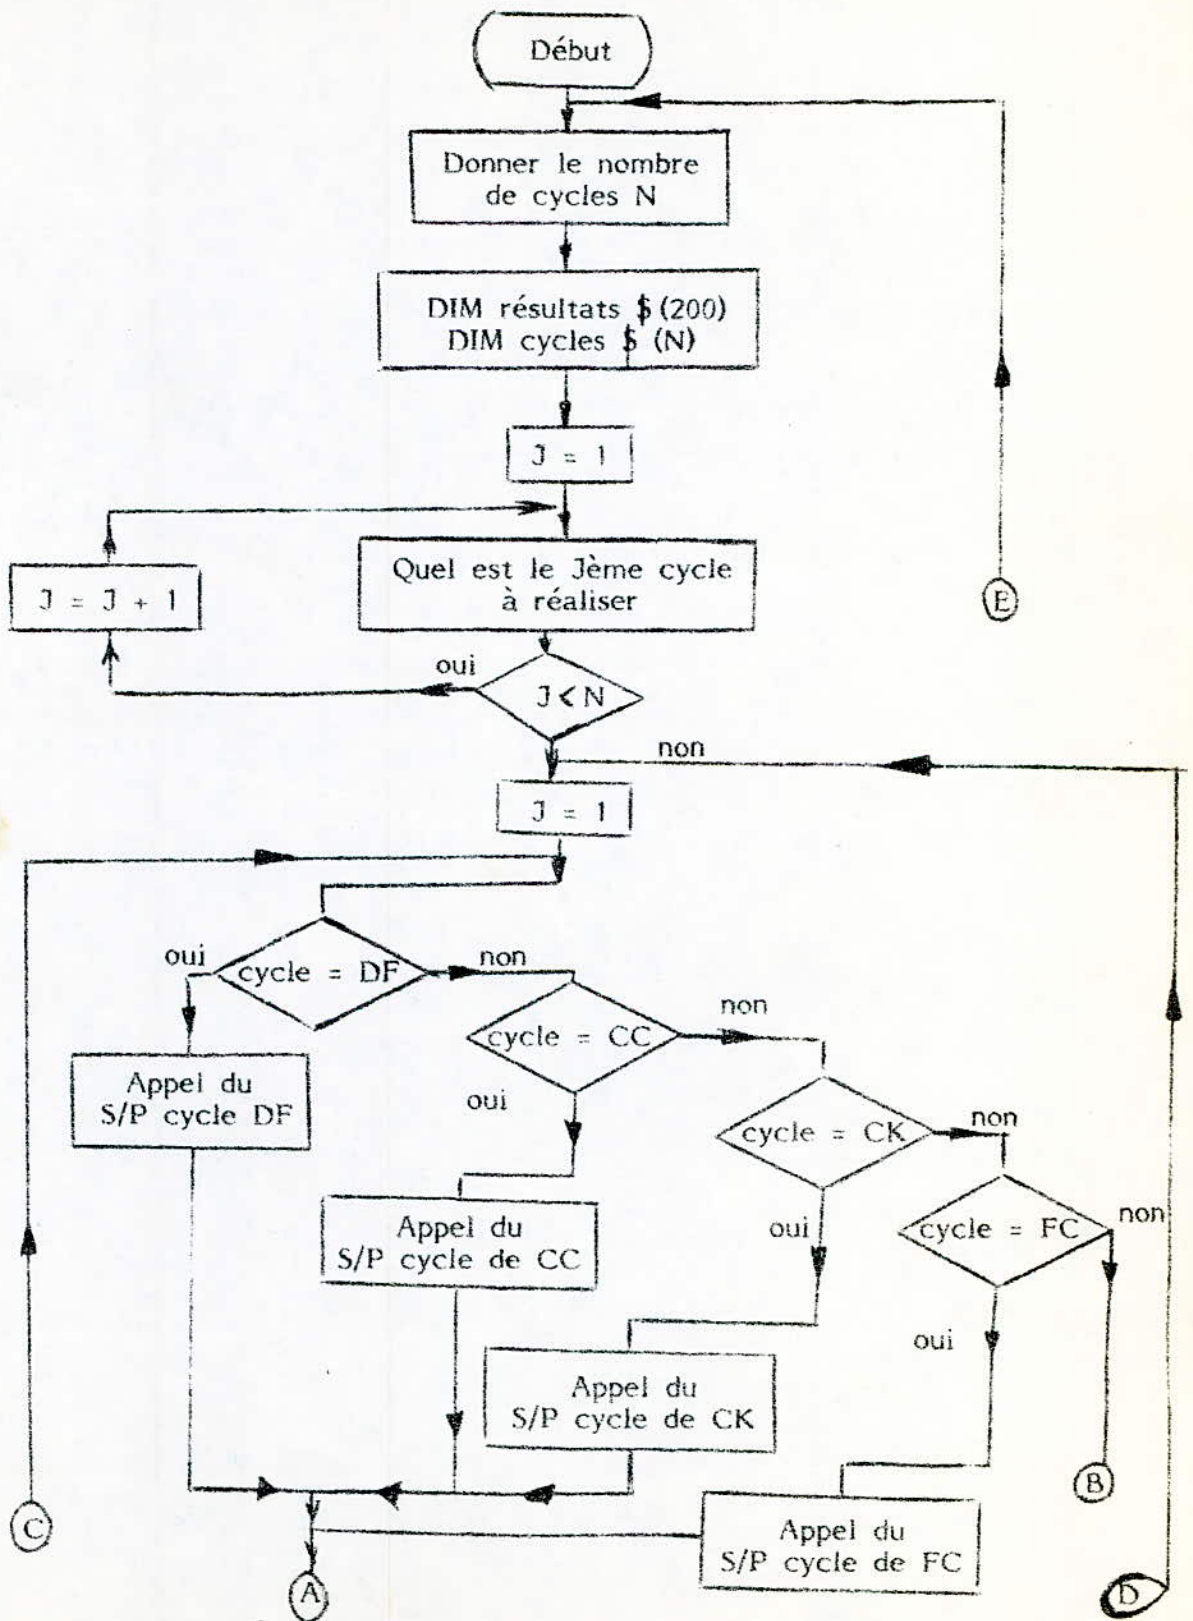 Début
Donner le nombre
de cycles N
DIM résultats $ (200)
DIM cycles $ (N)
J = 1
Quel est le Jème cycle
à réaliser
J = J + 1
E
oui
J < N
non
J = 1
oui
cycle = DF
non
cycle = CC
non
Appel du
S/P cycle DF
oui
cycle = CK
non
Appel du
S/P cycle de CC
oui
cycle = FC
non
oui
Appel du
S/P cycle de CK
B
C
Appel du
S/P cycle de FC
A
D